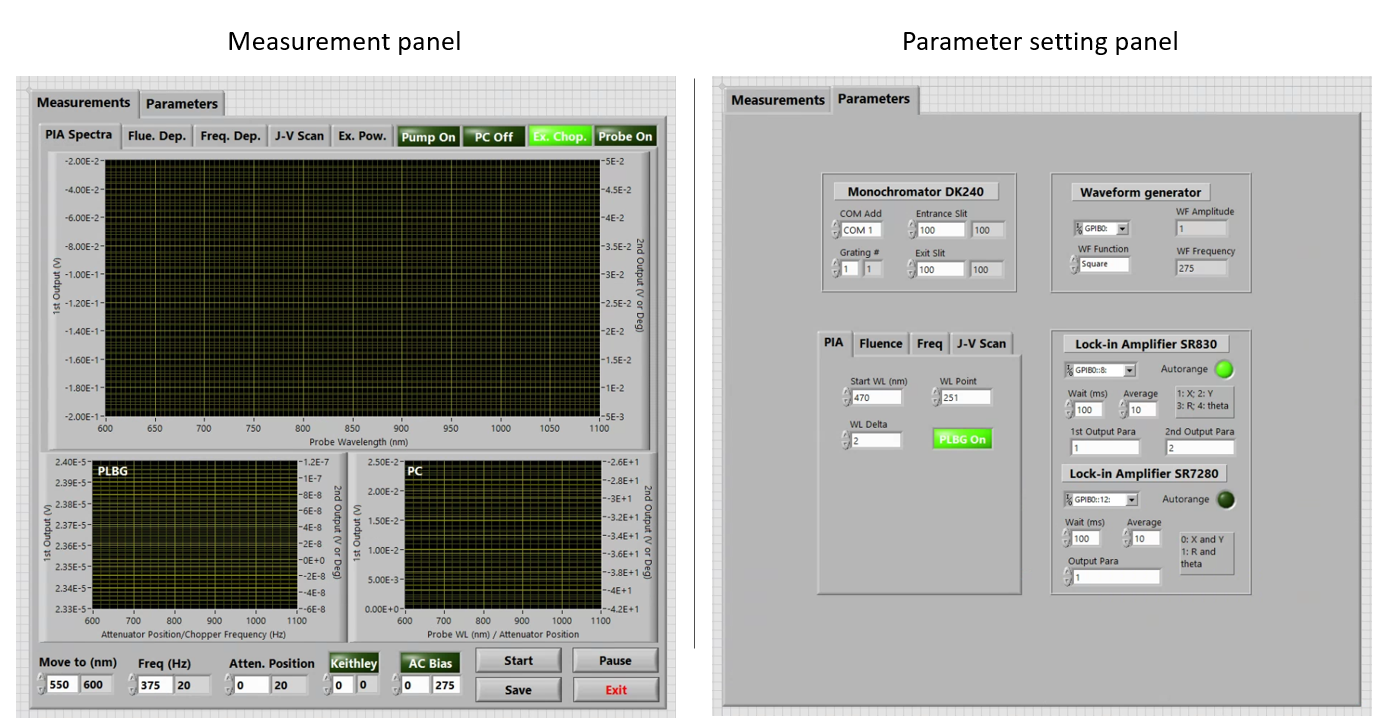 Measurement panel
Parameter setting panel
Measurements Parameters
PIA Spectra Flue. Dep. Freq. Dep. J-V Scan Ex. Pow. Pump On PC Off Ex. Chop. Probe On
-2.00E-2 5E-2
-4.00E-2 4.5E-2
-6.00E-2 4E-2
-8.00E-2 3.5E-2
-1.00E-1 3E-2
-1.20E-1 2.5E-2
-1.40E-1 2E-2
-1.60E-1 1.5E-2
-1.80E-1 1E-2
-2.00E-1 5E-3
1st Output (V)
2nd Output (V or Deg)
600 650 700 750 800 850 900 950 1000 1050 1100
Probe Wavelength (nm)
PLBG
2.40E-5 1.2E-7
2.39E-5 1E-7
2.38E-5 8E-8
2.37E-5 6E-8
2.36E-5 4E-8
2.35E-5 2E-8
2.34E-5 0E+0
2.33E-5 -2E-8
-4E-8
-6E-8
1st Output (V)
2nd Output (V or Deg)
600 700 800 900 1000 1100
Attenuator Position/Chopper Frequency (Hz)
PC
2.50E-2 -2.6E+1
2.00E-2 -2.8E+1
1.50E-2 -3E+1
1.00E-2 -3.2E+1
5.00E-3 -3.4E+1
0.00E+0 -3.6E+1
-3.8E+1
-4E+1
-4.2E+1
1st Output (V)
2nd Output (V or Deg)
600 700 800 900 1000 1100
Probe WL (nm) / Attenuator Position
Move to (nm) Freq (Hz) Atten. Position Keithley AC Bias Start Pause
550 600 375 20 0 20 0 0 0 275 Save Exit
Measurements Parameters
Monochromator DK240
COM Add Entrance Slit
COM 1 100 100
Grating # Exit Slit
1 1 100 100
Waveform generator
WF Amplitude
GPIB0: 1
WF Function WF Frequency
Square 275
PIA Fluence Freq J-V Scan
Start WL (nm) WL Point
470 251
WL Delta
2 PLBG On
Lock-in Amplifier SR830
GPIB0::8: Autorange
Wait (ms) Average 1: X; 2: Y
100 10 3: R; 4: theta
1st Output Para 2nd Output Para
1 2
Lock-in Amplifier SR7280
GPIB0::12: Autorange
Wait (ms) Average
100 10 0: X and Y
1: R and
theta
Output Para
1